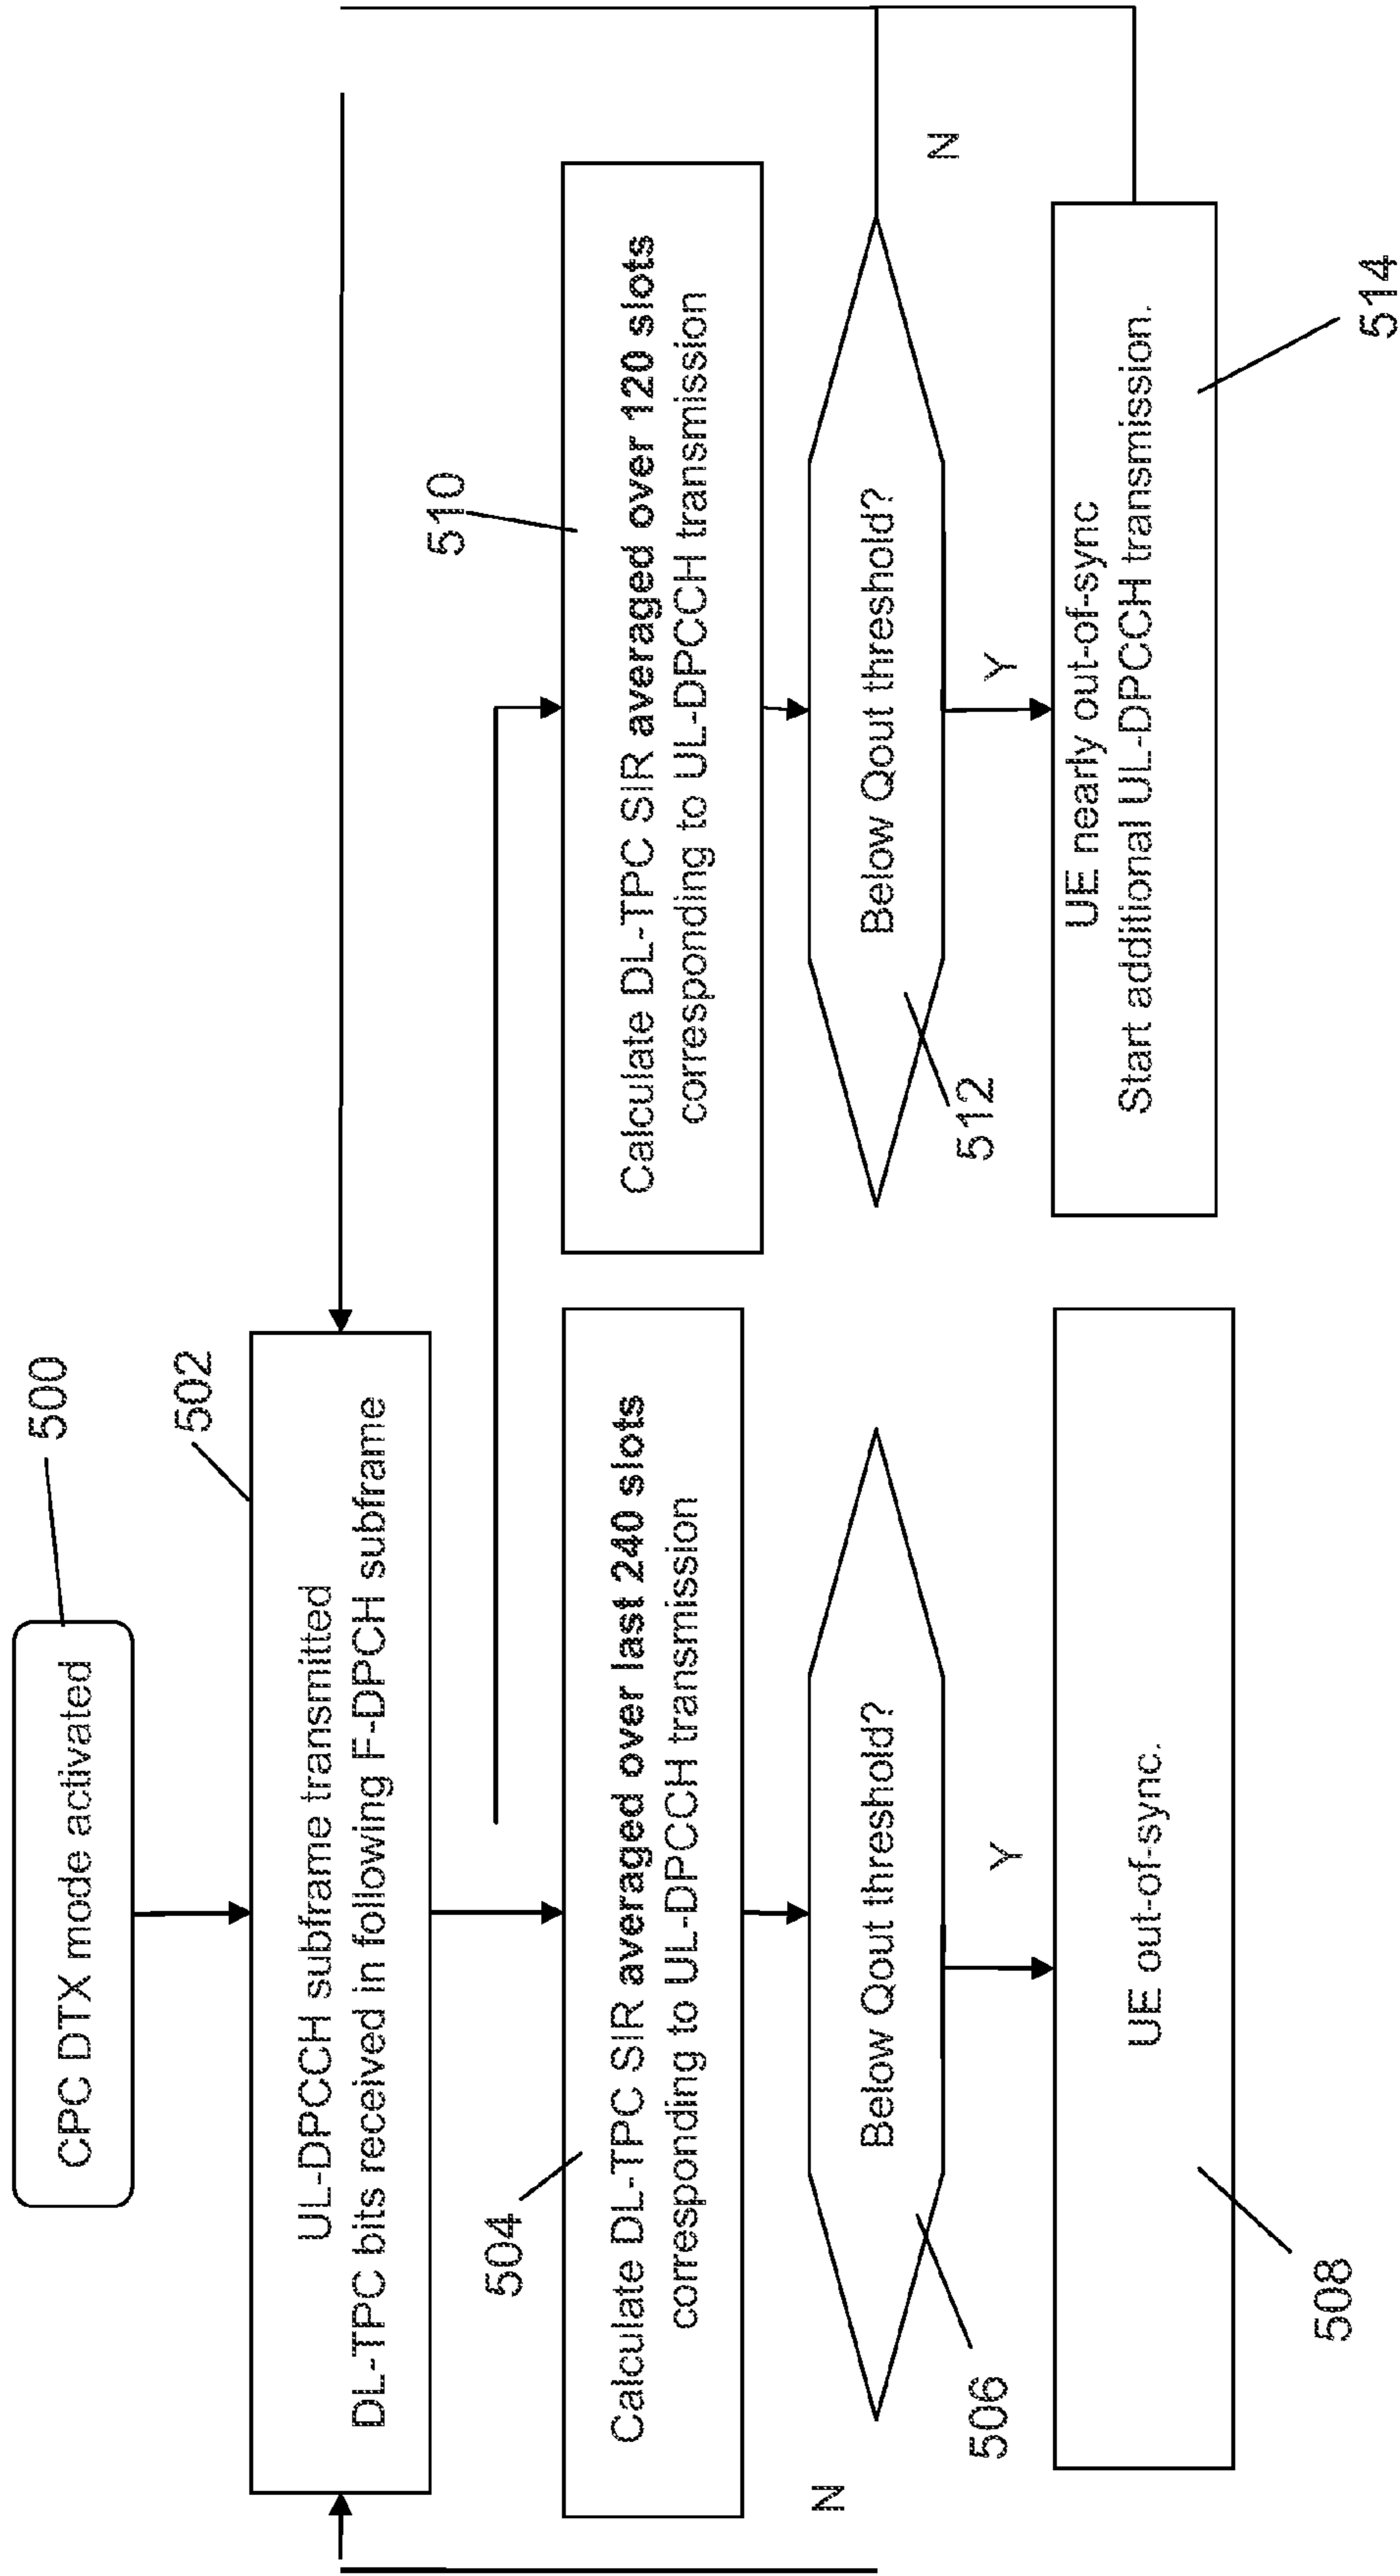 500
CPC DTX mode activated
502
UL-DPCCH subframe transmitted
DL-TPC bits received in following F-DPCH subframe
504
Calculate DL-TPC SIR averaged over last 240 slots
corresponding to UL-DPCCH transmission
510
Calculate DL-TPC SIR averaged over 120 slots
corresponding to UL-DPCCH transmission
N
Below Qout threshold?
506
Y
Below Qout threshold?
512
N
Y
UE out-of-sync.
508
UE nearly out-of-sync
Start additional UL-DPCCH transmission.
514